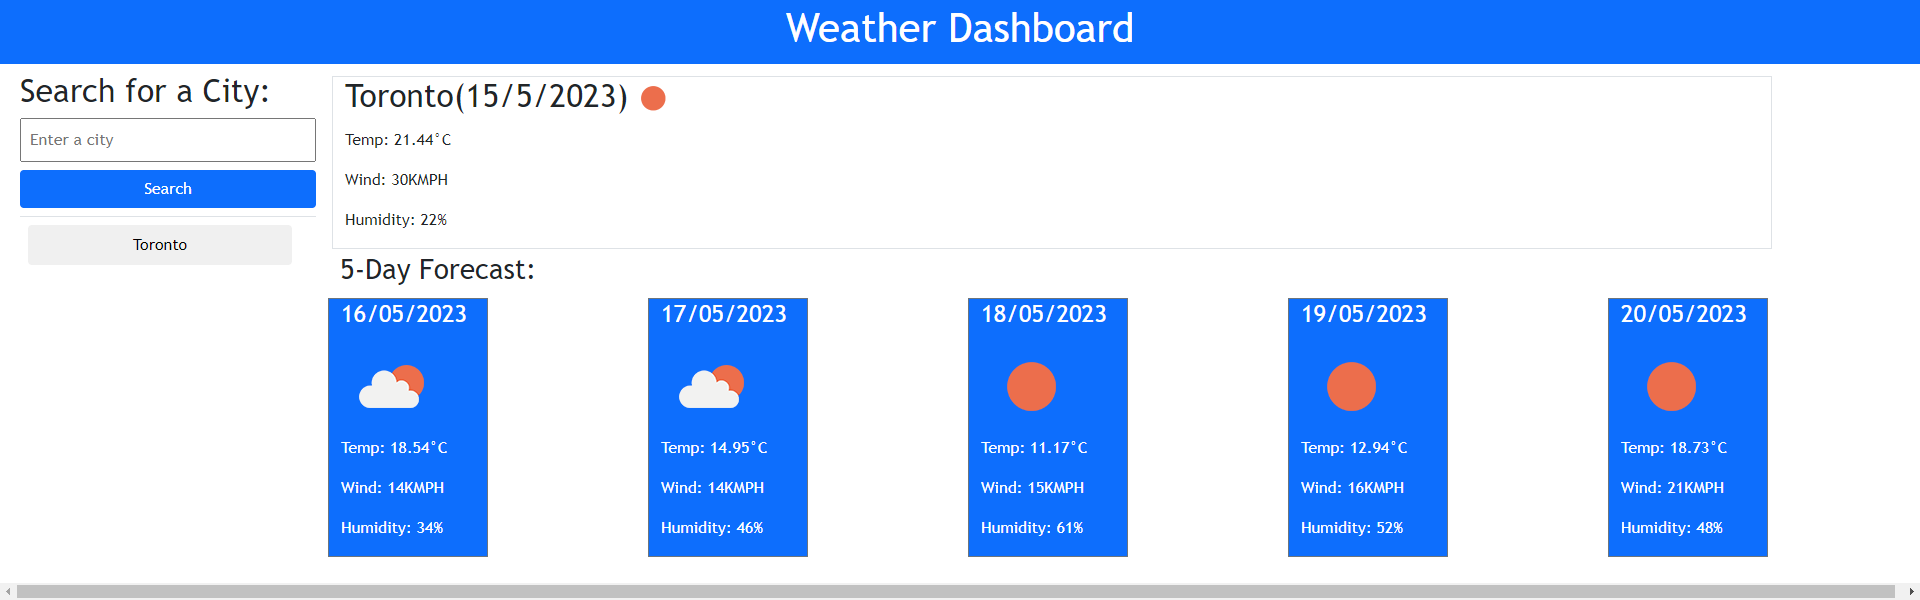 Weather Dashboard
Search for a City:
Enter a city
Search
Toronto
Toronto(15/5/2023)
Temp: 21.44°C
Wind: 30KMPH
Humidity: 22%
5-Day Forecast:
16/05/2023
Temp: 18.54°C
Wind: 14KMPH
Humidity: 34%
17/05/2023
Temp: 14.95°C
Wind: 14KMPH
Humidity: 46%
18/05/2023
Temp: 11.17°C
Wind: 15KMPH
Humidity: 61%
19/05/2023
Temp: 12.94°C
Wind: 16KMPH
Humidity: 52%
20/05/2023
Temp: 18.73°C
Wind: 21KMPH
Humidity: 48%